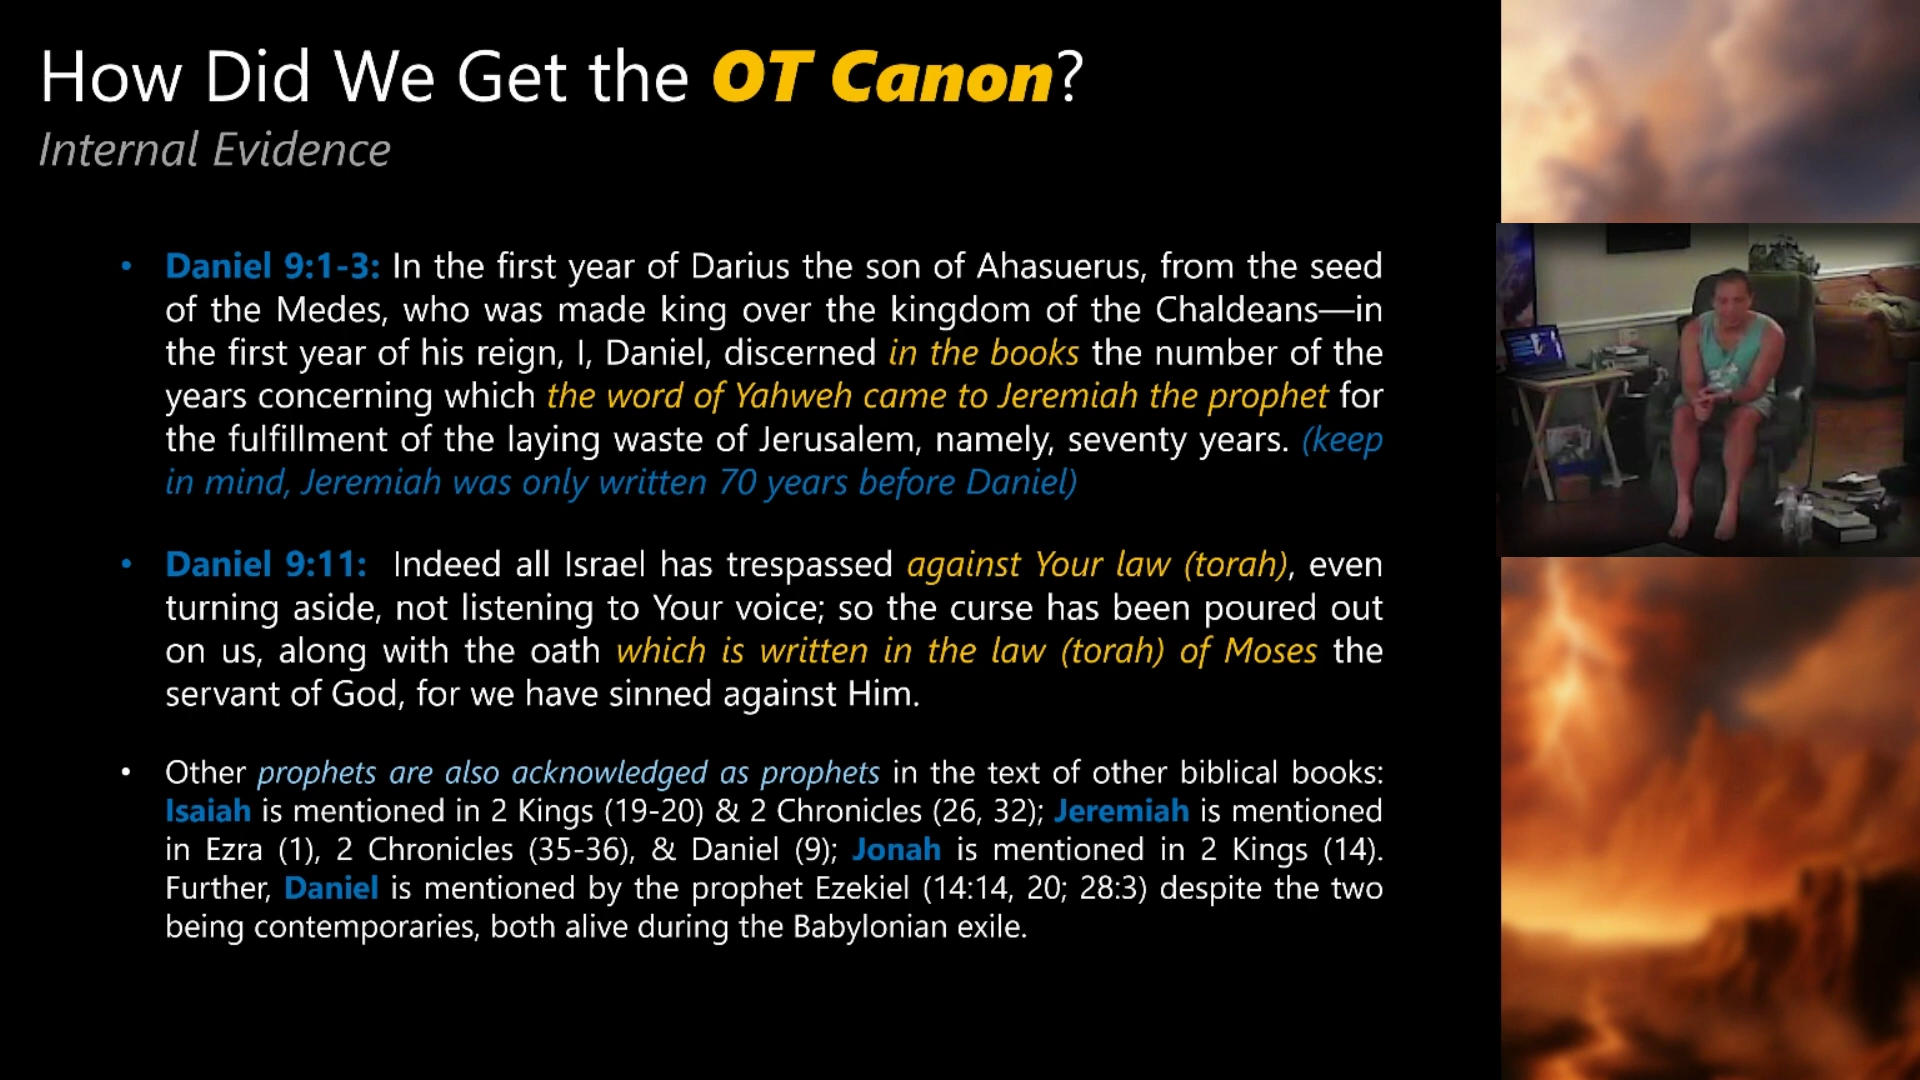 How Did We Get the OT Canon?
Internal Evidence
• Daniel 9:1-3: In the first year of Darius the son of Ahasuerus, from the seed
of the Medes, who was made king over the kingdom of the Chaldeans—in
the first year of his reign, I, Daniel, discerned in the books the number of the
years concerning which the word of Yahweh came to Jeremiah the prophet for
the fulfillment of the laying waste of Jerusalem, namely, seventy years. (keep
in mind, Jeremiah was only written 70 years before Daniel)
• Daniel 9:11: Indeed all Israel has trespassed against Your law (torah), even
turning aside, not listening to Your voice; so the curse has been poured out
on us, along with the oath which is written in the law (torah) of Moses the
servant of God, for we have sinned against Him.
• Other prophets are also acknowledged as prophets in the text of other biblical books:
Isaiah is mentioned in 2 Kings (19-20) & 2 Chronicles (26, 32); Jeremiah is mentioned
in Ezra (1), 2 Chronicles (35-36), & Daniel (9); Jonah is mentioned in 2 Kings (14).
Further, Daniel is mentioned by the prophet Ezekiel (14:14, 20; 28:3) despite the two
being contemporaries, both alive during the Babylonian exile.